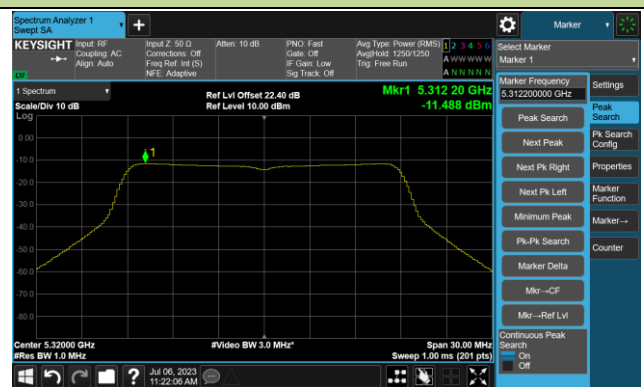 Spectrum Analyzer 1
Swept SA
+
Marker
KEYSIGHT
Input: RF
Coupling: AC
Align: Auto
Input Z: 50 Ω
Corrections: Off
Freq Ref: Int (S)
NFE: Adaptive
Atten: 10 dB
PNO: Fast
Gate: Off
IF Gain: Low
Sig Track: Off
Avg Type: Power (RMS)
Avg|Hold: 1250/1250
Trig: Free Run
1 2 3 4 5 6
A W W W W W
A N N N N N
LW
Select Marker
Marker 1
1 Spectrum
Scale/Div 10 dB
Log
Ref Lvl Offset 22.40 dB
Ref Level 10.00 dBm
Mkr1 5.312 20 GHz
-11.488 dBm
1
0.00
-10.0
-20.0
-30.0
-40.0
-50.0
-60.0
-70.0
-80.0
Center 5.32000 GHz
#Res BW 1.0 MHz
#Video BW 3.0 MHz*
Span 30.00 MHz
Sweep 1.00 ms (201 pts)
Marker Frequency
5.312200000 GHz
Peak Search
Next Peak
Next Pk Right
Next Pk Left
Minimum Peak
Pk-Pk Search
Marker Delta
Mkr→CF
Mkr→Ref Lvl
Continuous Peak
Search
On
Off
Settings
Peak
Search
Pk Search
Config
Properties
Marker
Function
Marker→
Counter
?
Jul 06, 2023
11:22:06 AM